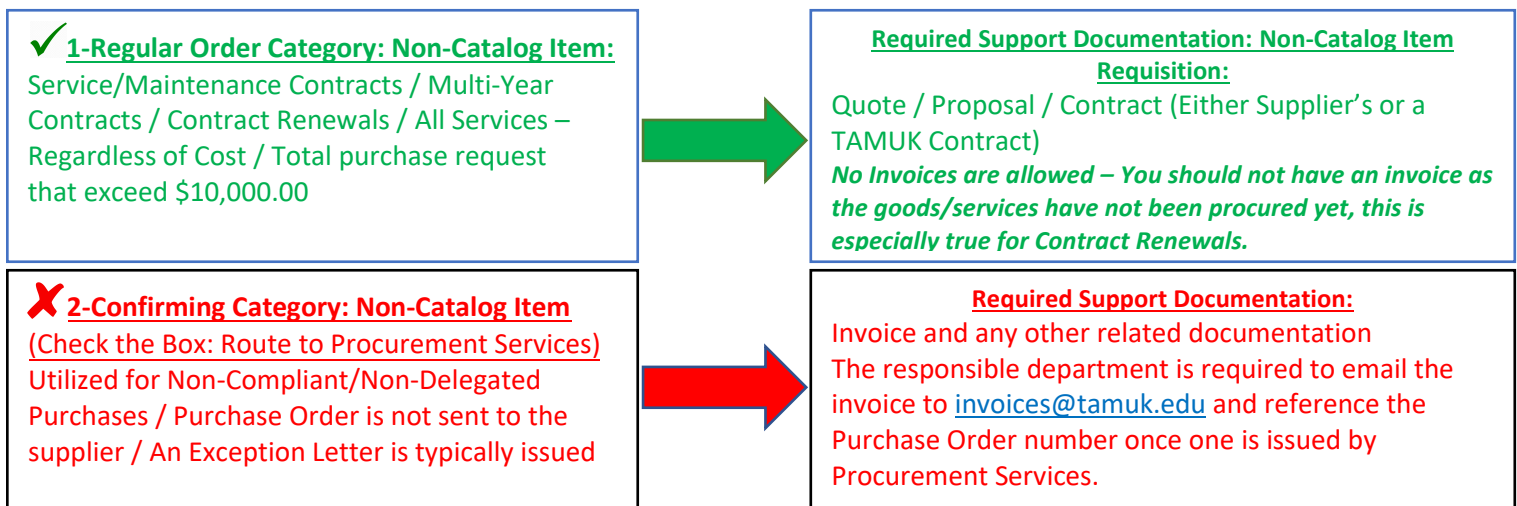 ✓1-Regular Order Category: Non-Catalog Item:
Service/Maintenance Contracts / Multi-Year
Contracts / Contract Renewals / All Services –
Regardless of Cost / Total purchase request
that exceed $10,000.00
Required Support Documentation: Non-Catalog Item
Requisition:
Quote / Proposal / Contract (Either Supplier's or a
TAMUK Contract)
No Invoices are allowed – You should not have an invoice as
the goods/services have not been procured yet, this is
especially true for Contract Renewals.
✗2-Confirming Category: Non-Catalog Item
(Check the Box: Route to Procurement Services)
Utilized for Non-Compliant/Non-Delegated
Purchases / Purchase Order is not sent to the
supplier / An Exception Letter is typically issued
Required Support Documentation:
Invoice and any other related documentation
The responsible department is required to email the
invoice to invoices@tamuk.edu and reference the
Purchase Order number once one is issued by
Procurement Services.